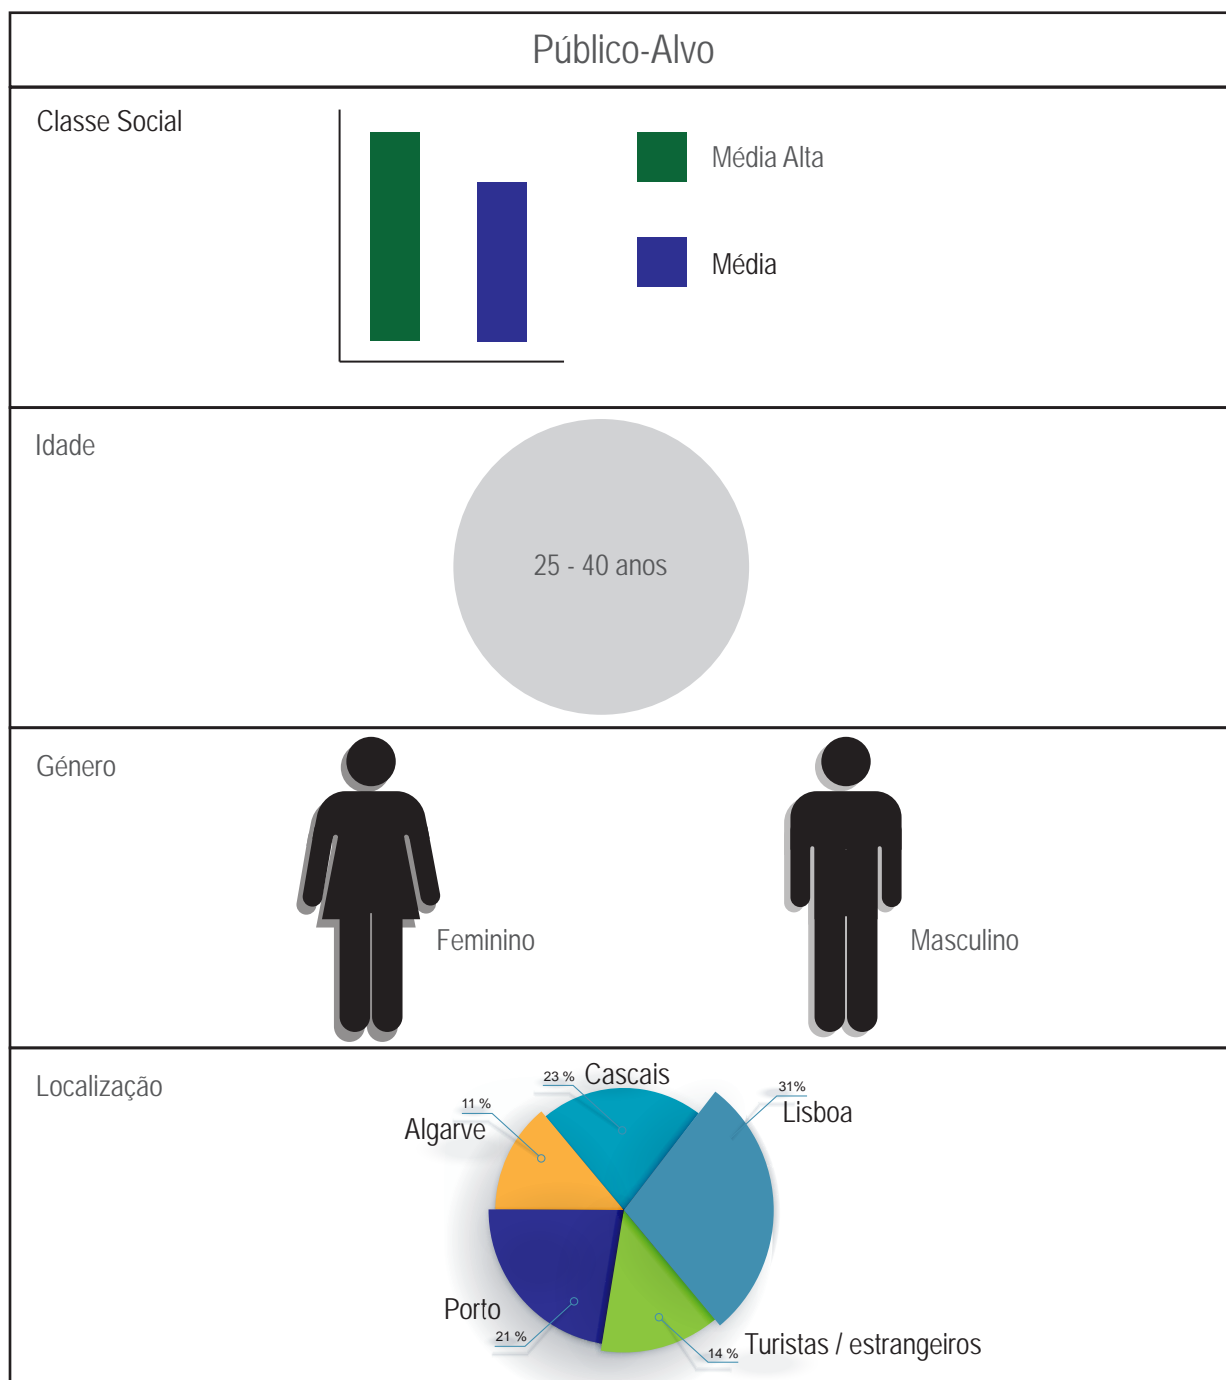 Público-Alvo
Classe Social
Média Alta
Média
Idade
25 - 40 anos
Género
Feminino
Masculino
Localização
23 %
Cascais
31%
Lisboa
11 %
Algarve
Porto
21 %
Turistas / estrangeiros
14 %